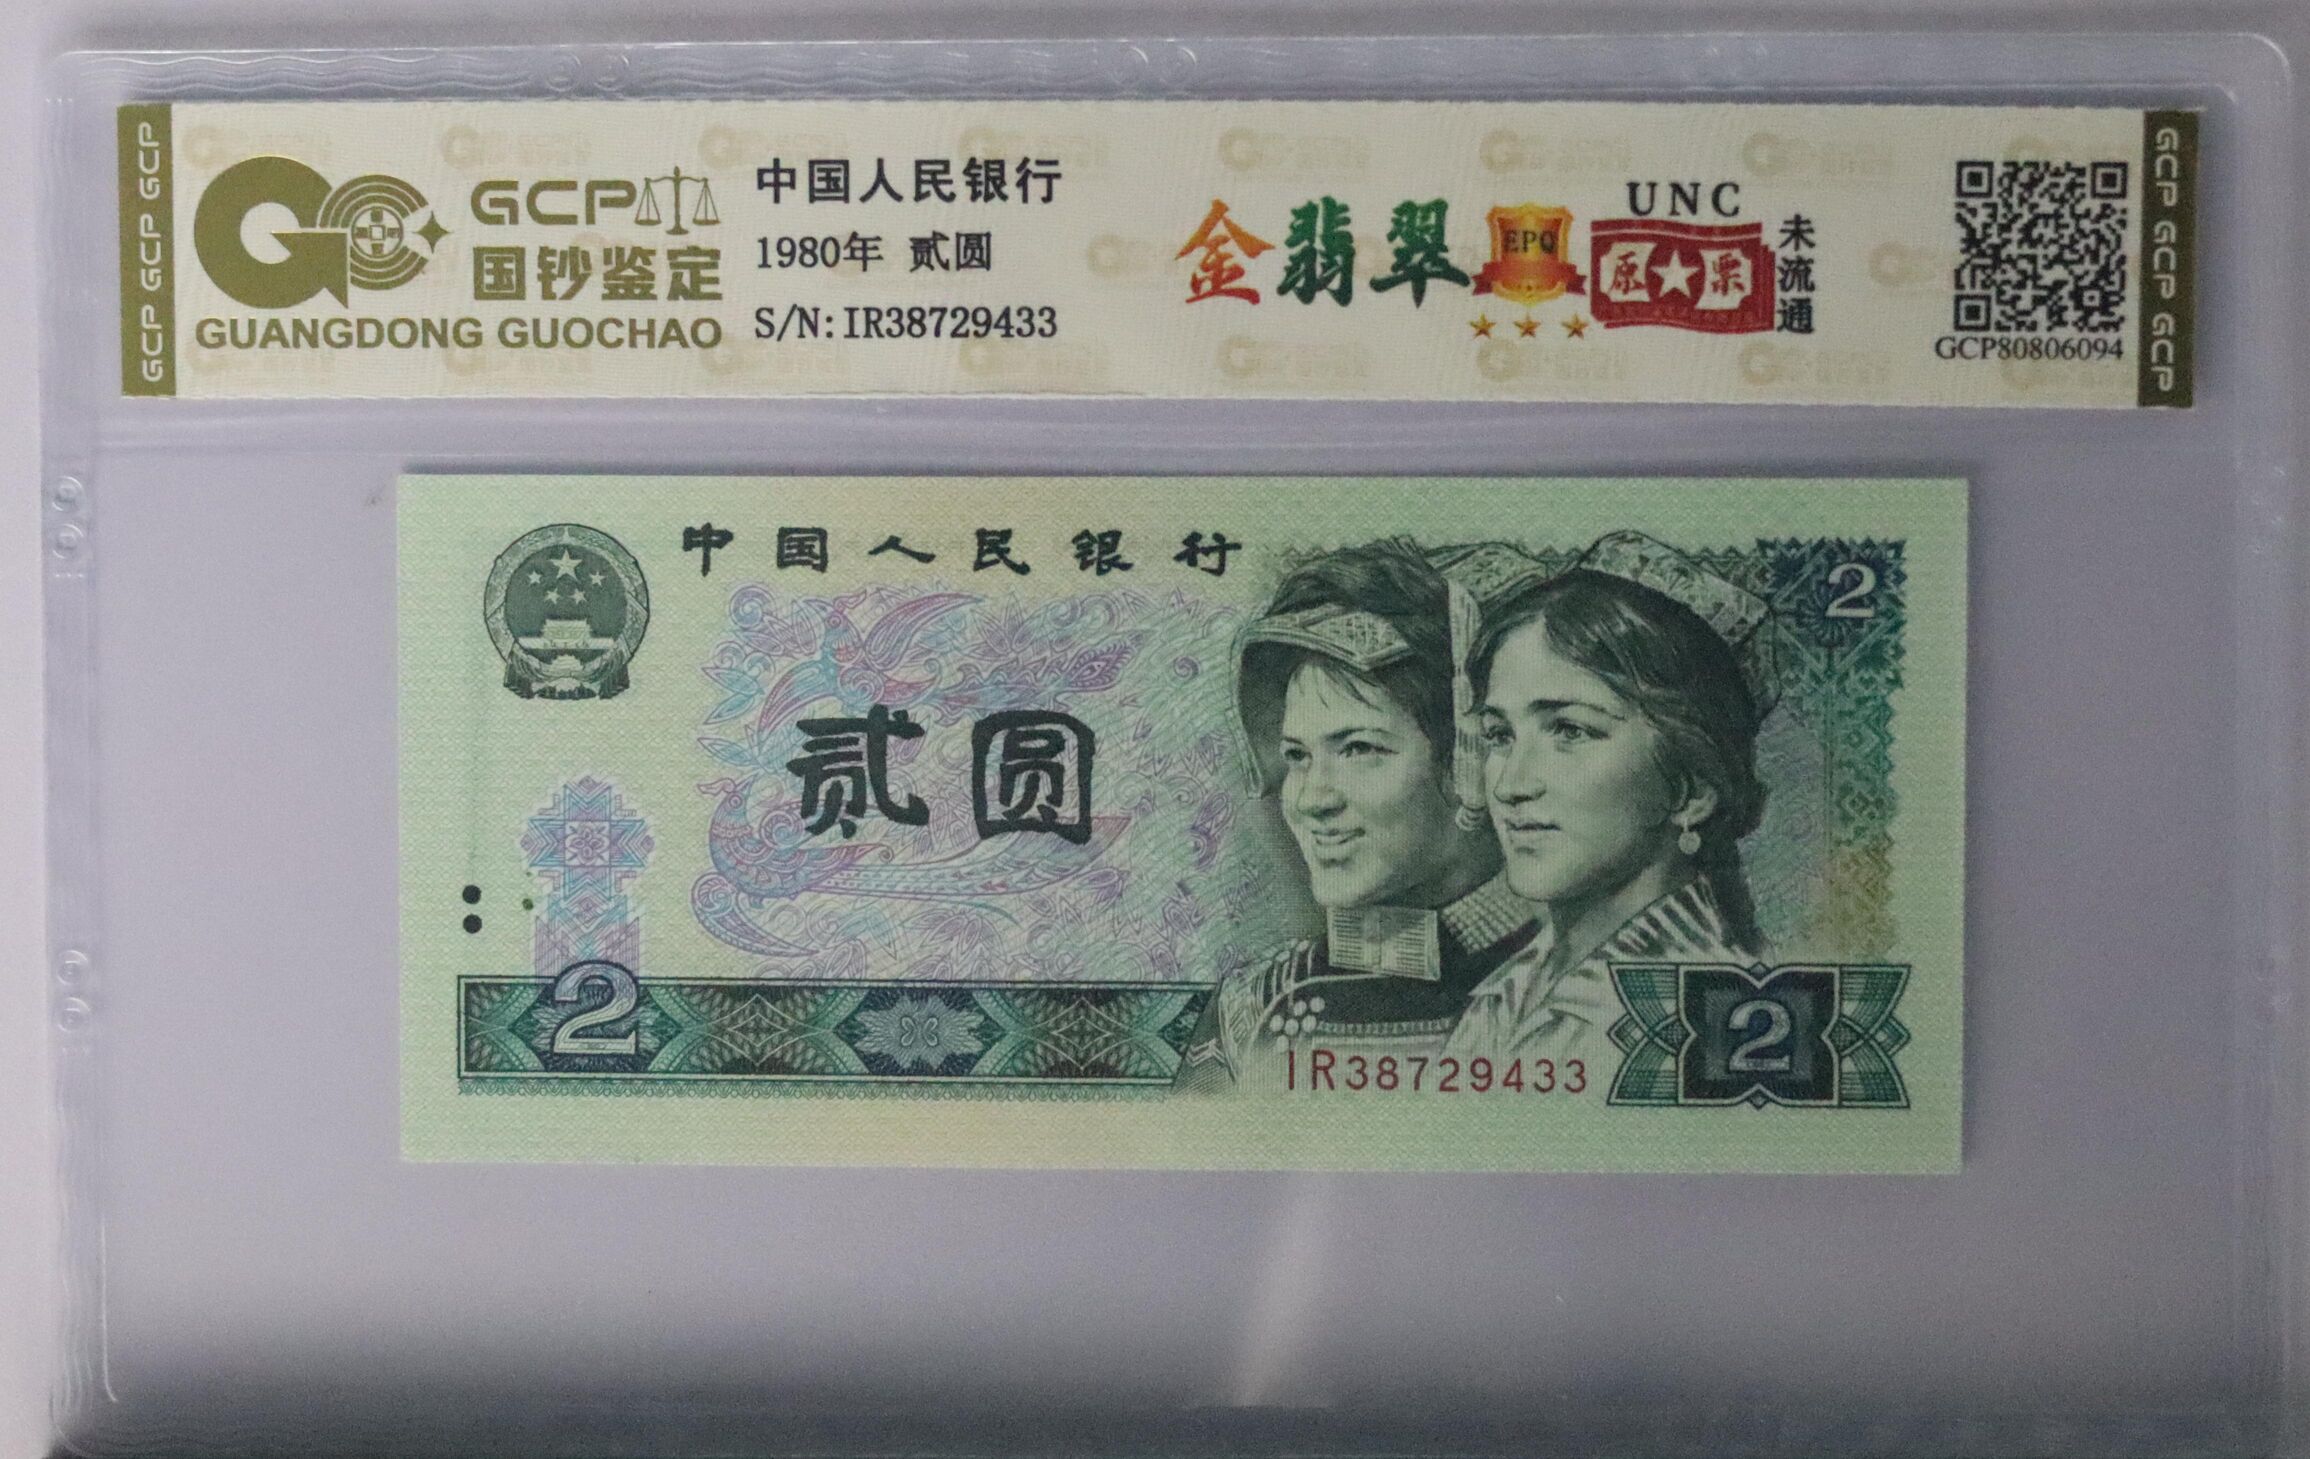 GCP GCP GCP
GCP
国钞鉴定
GUANGDONG GUOCHAO
中国人民银行
1980年 贰圆
S/N:IR38729433
金翡翠
EPQ
UNC
原★票
未流通
GCP80806094
GCP GCP GCP
中国人民银行
2
贰圆
2
IR38729433
2